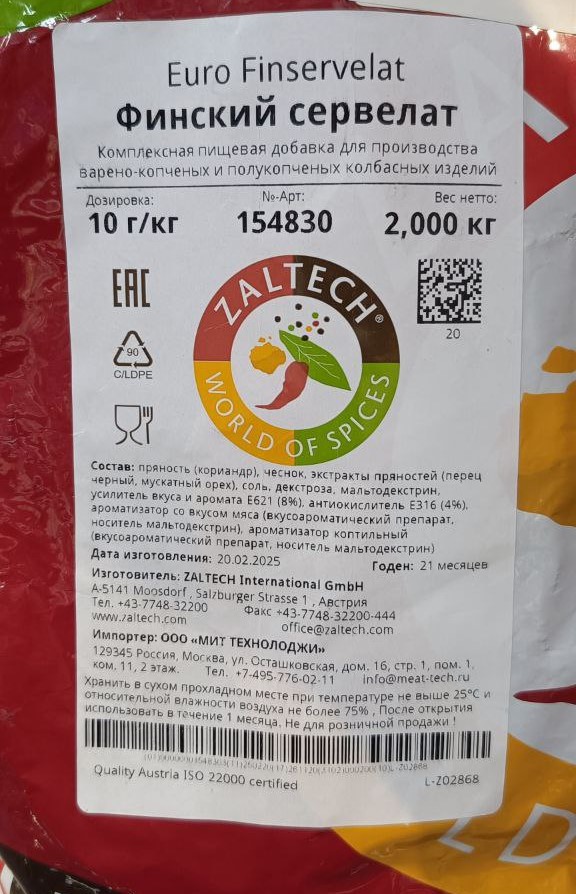 Euro Finservelat
Финский сервелат
Комплексная пищевая добавка для производства
варено-копченых и полукопченых колбасных изделий
Дозировка: №-Арт: Вес нетто:
10 г/кг 154830 2,000 кг
EAC
ZALTECH®
WORLD OF SPICES
20
90
C/LDPE
Состав: пряность (кориандр), чеснок, экстракты пряностей (перец
черный, мускатный орех), соль, декстроза, мальтодекстрин,
усилитель вкуса и аромата Е621 (8%), антиокислитель Е316 (4%),
ароматизатор со вкусом мяса (вкусоароматический препарат,
носитель мальтодекстрин), ароматизатор коптильный
(вкусоароматический препарат, носитель мальтодекстрин)
Дата изготовления: 20.02.2025 Годен: 21 месяцев
Изготовитель: ZALTECH International GmbH
A-5141 Moosdorf , Salzburger Strasse 1 , Австрия
Тел. +43-7748-32200 Факс +43-7748-32200-444
www.zaltech.com office@zaltech.com
Импортер: ООО «МИТ ТЕХНОЛОДЖИ»
129345 Россия, Москва, ул. Осташковская, дом. 16, стр. 1, пом. 1,
ком. 11, 2 этаж. Тел. +7-495-776-02-11 info@meat-tech.ru
Хранить в сухом прохладном месте при температуре не выше 25°C и
относительной влажности воздуха не более 75% , После открытия
использовать в течение 1 месяца. Не для розничной продажи !
Quality Austria ISO 22000 certified L-Z02868
LD